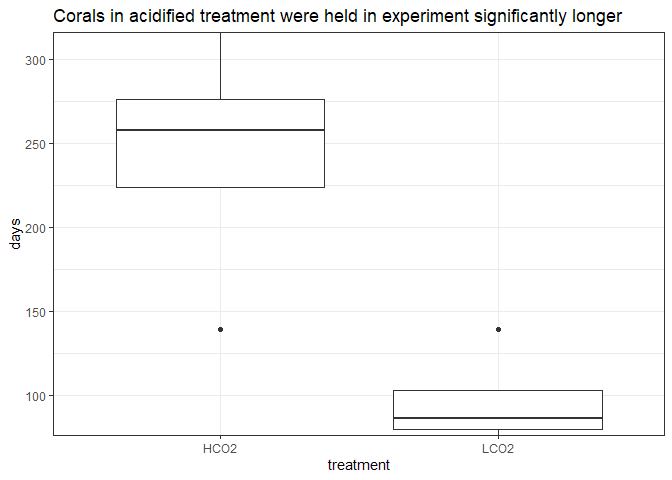 Corals in acidified treatment were held in experiment significantly longer
300
250
200
150
100
days
HCO2
LCO2
treatment